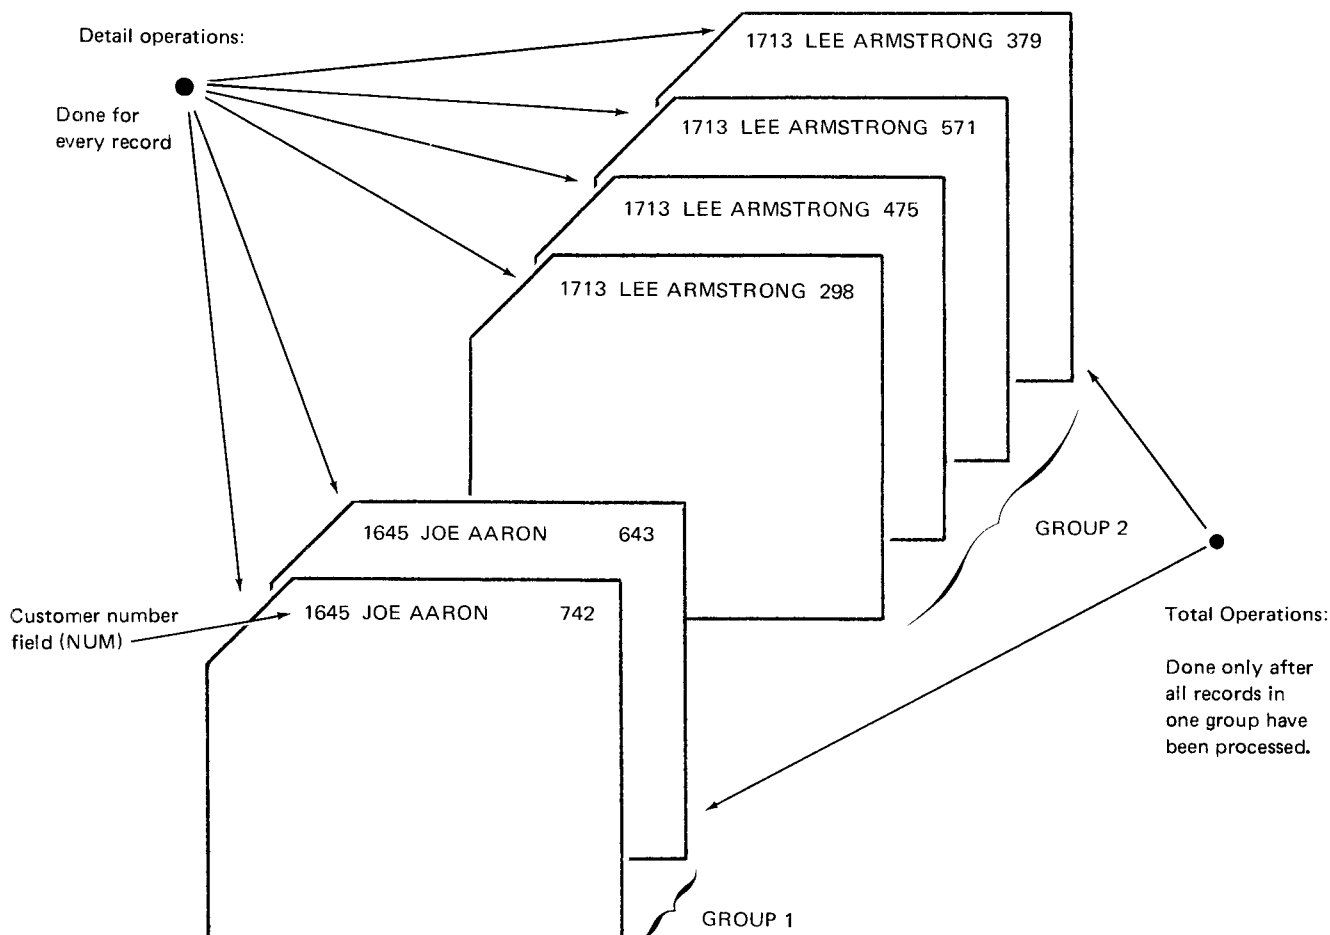 Detail operations:
Done for
every record
1713 LEE ARMSTRONG 379
1713 LEE ARMSTRONG 571
1713 LEE ARMSTRONG 475
1713 LEE ARMSTRONG 298
1645 JOE AARON 643
1645 JOE AARON 742
Customer number
field (NUM)
GROUP 2
Total Operations:
Done only after
all records in
one group have
been processed.
GROUP 1